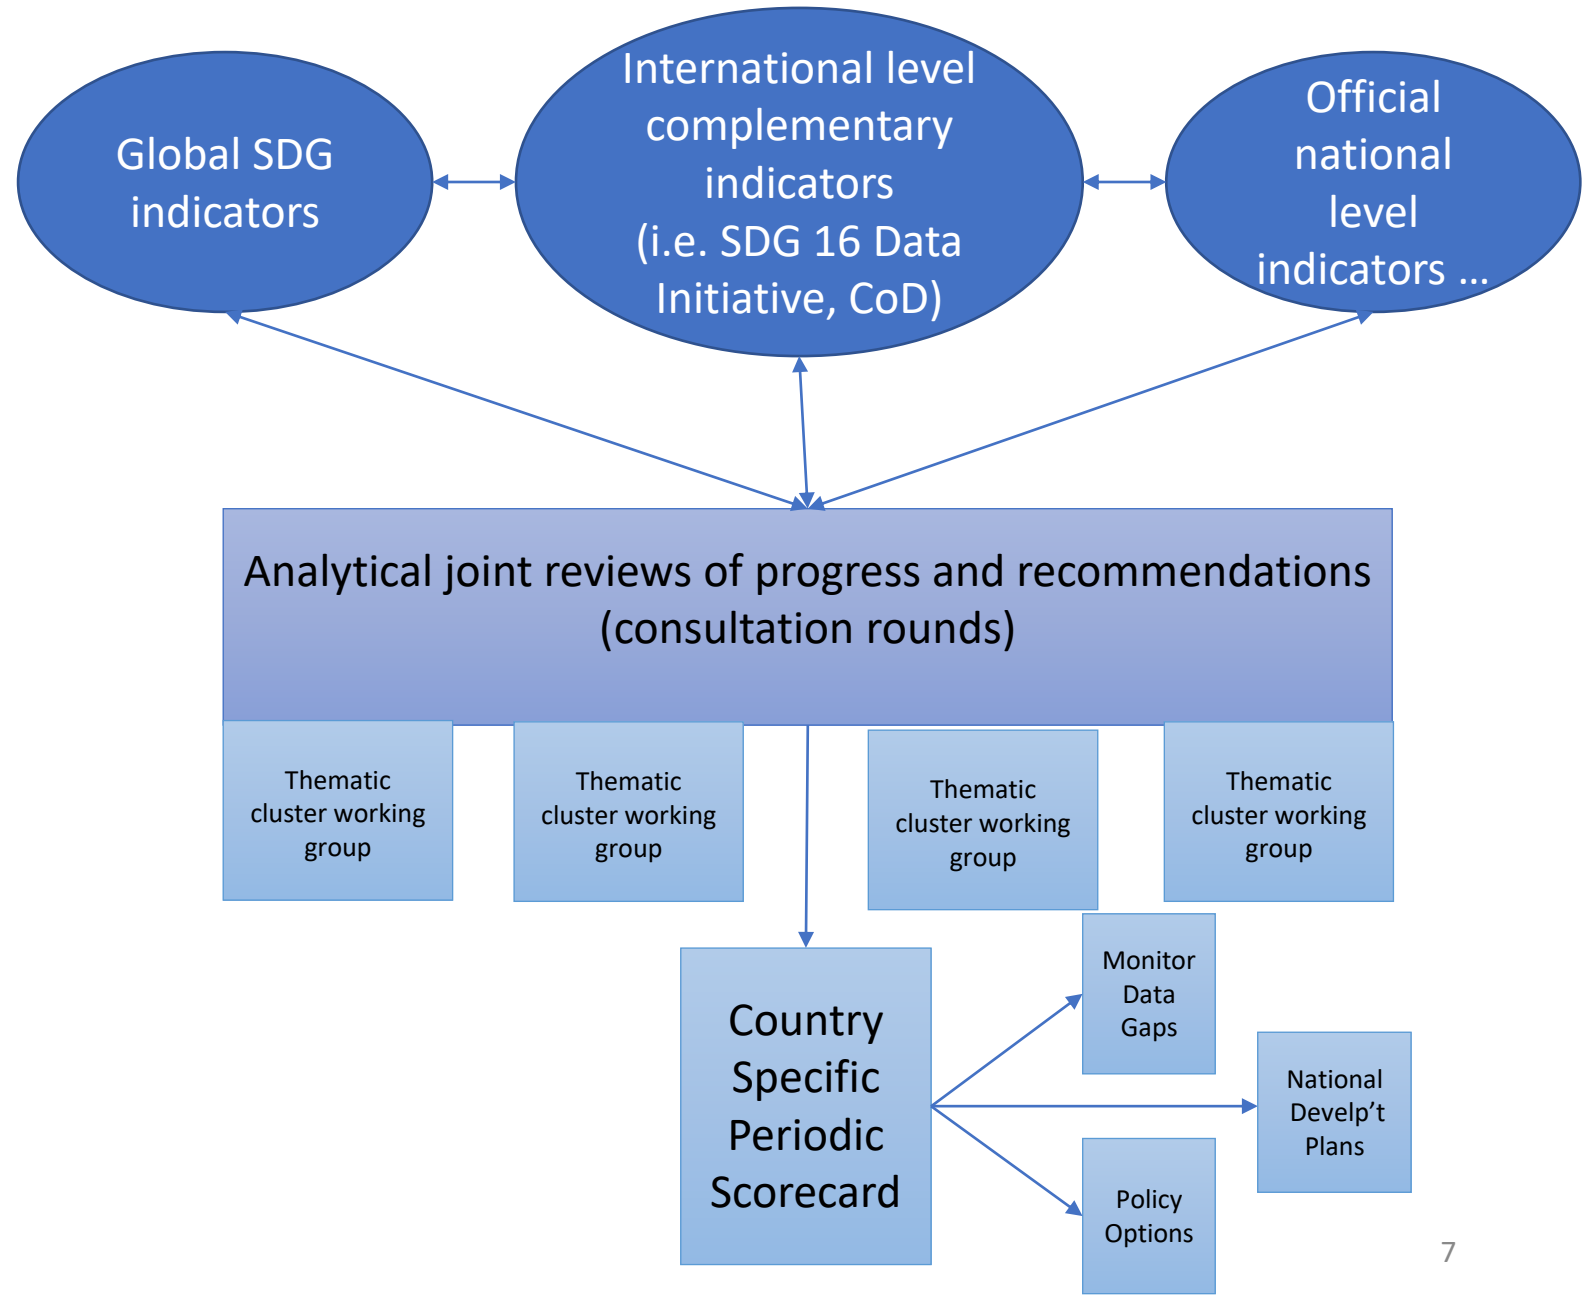 Global SDG
indicators
International level
complementary
indicators
(i.e. SDG 16 Data
Initiative, CoD)
Official
national
level
indicators ...
Analytical joint reviews of progress and recommendations
(consultation rounds)
Thematic
cluster working
group
Thematic
cluster working
group
Thematic
cluster working
group
Thematic
cluster working
group
Country
Specific
Periodic
Scorecard
Monitor
Data
Gaps
National
Develp’t
Plans
Policy
Options
7